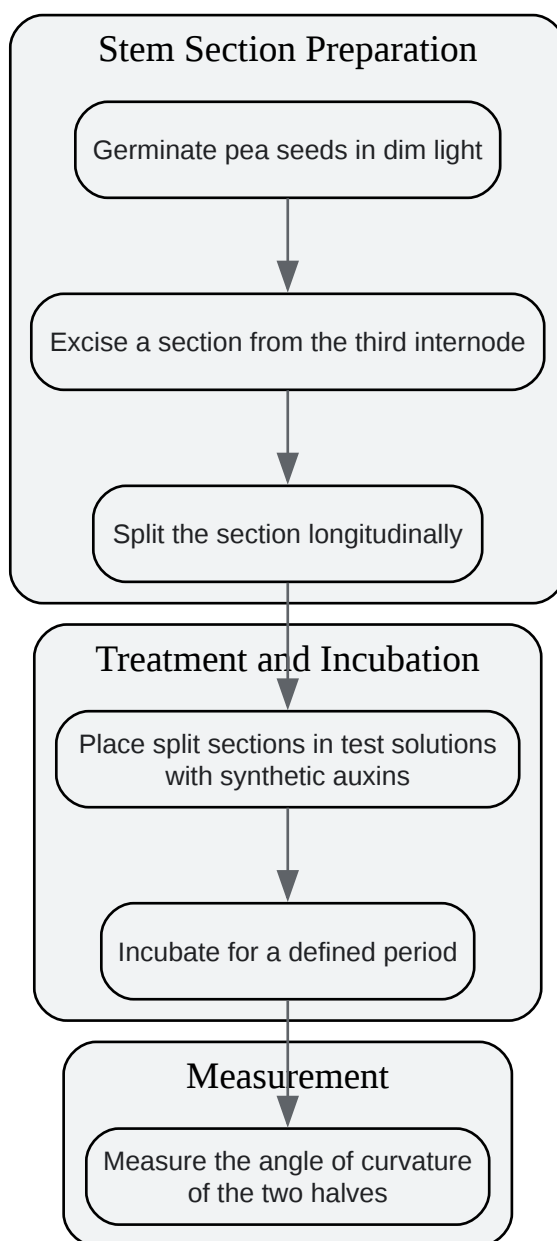 Stem Section Preparation
Germinate pea seeds in dim light
Excise a section from the third internode
Split the section longitudinally
Treatment and Incubation
Place split sections in test solutions
with synthetic auxins
Incubate for a defined period
Measurement
Measure the angle of curvature
of the two halves